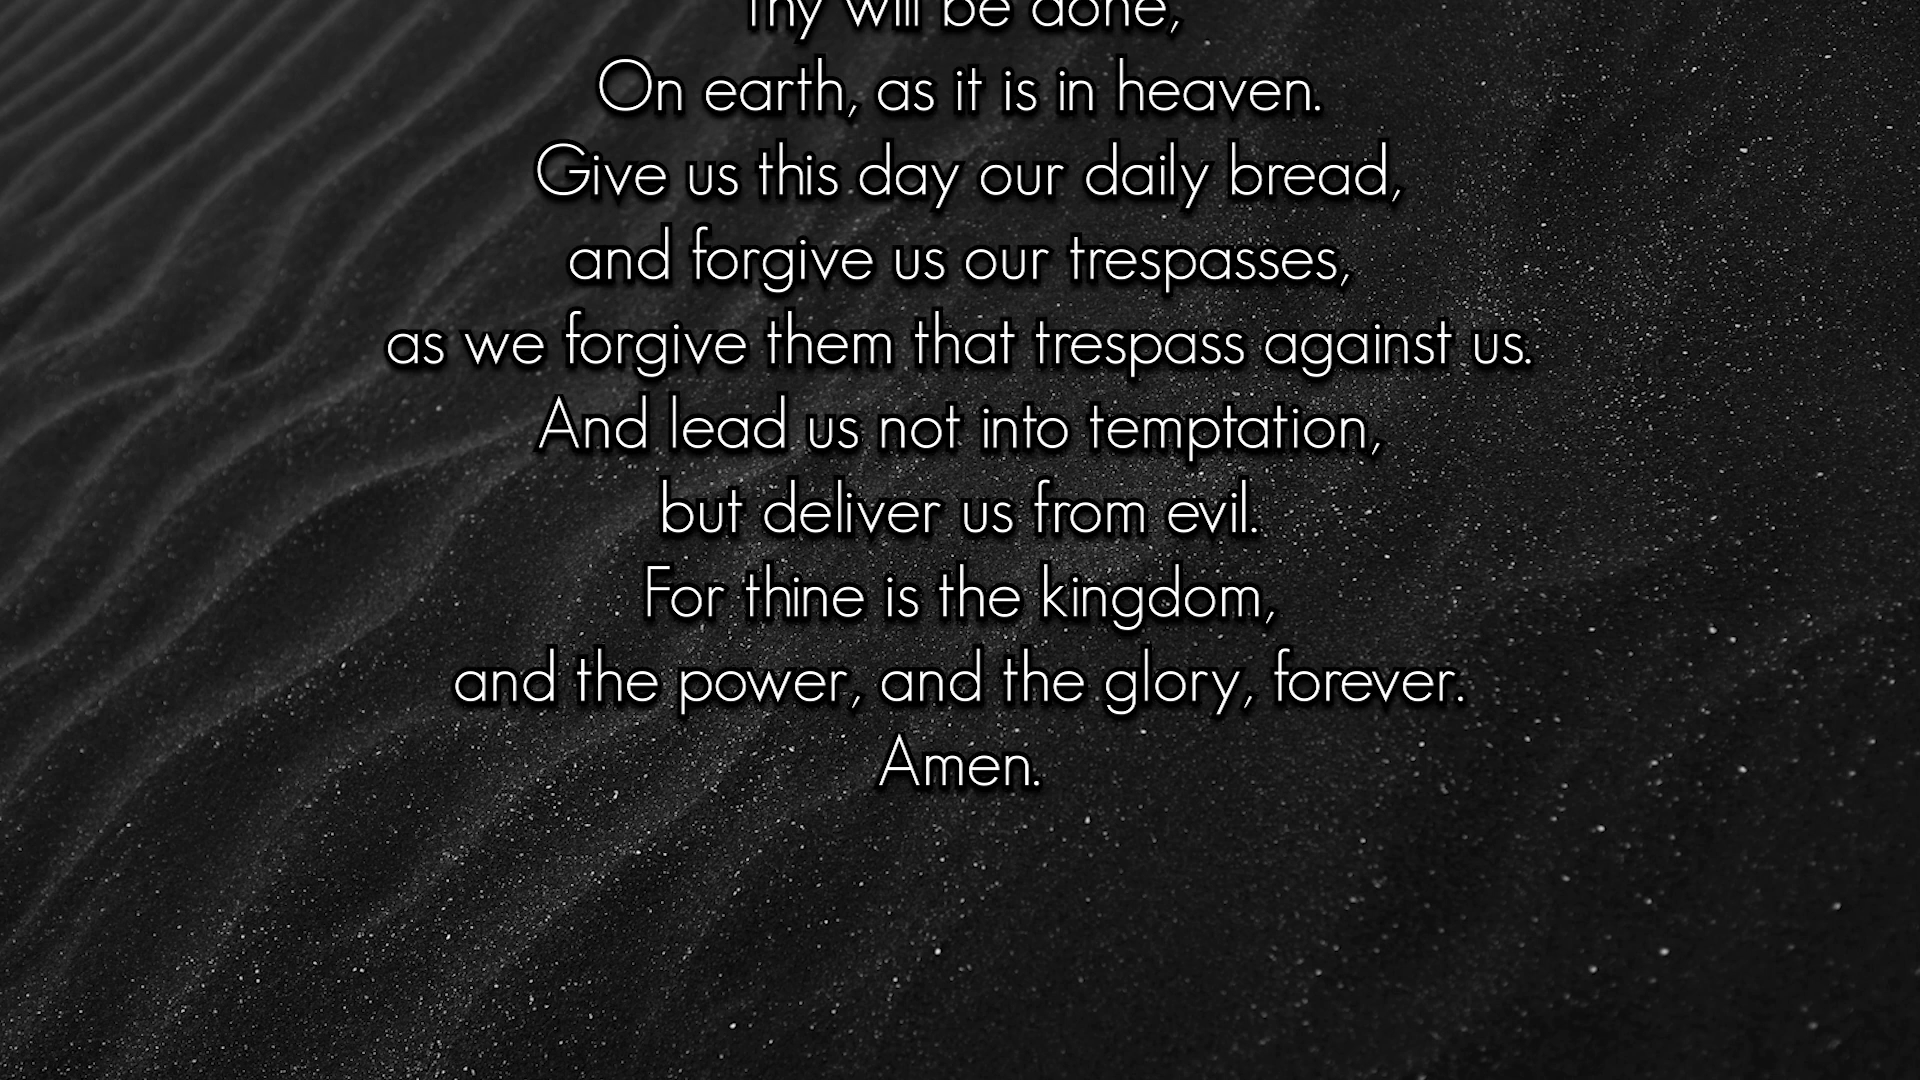 Thy will be done,
On earth, as it is in heaven.
Give us this day our daily bread,
and forgive us our trespasses,
as we forgive them that trespass against us.
And lead us not into temptation,
but deliver us from evil.
For thine is the kingdom,
and the power, and the glory, forever.
Amen.